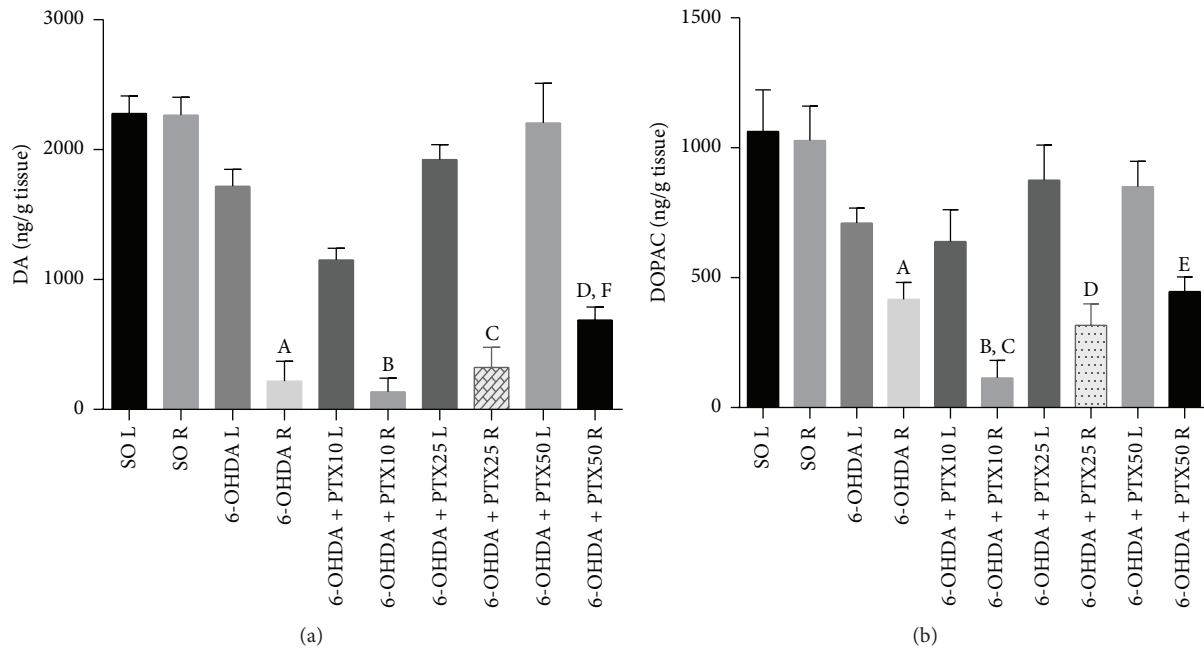 DA (ng/g tissue)
3000
2000
1000
0
A
B
C
D, F
SO L
SO R
6-OHDA L
6-OHDA R
6-OHDA + PTX10 L
6-OHDA + PTX10 R
6-OHDA + PTX25 L
6-OHDA + PTX25 R
6-OHDA + PTX50 L
6-OHDA + PTX50 R
(a)
DOPAC (ng/g tissue)
1500
1000
500
0
A
B, C
D
E
SO L
SO R
6-OHDA L
6-OHDA R
6-OHDA + PTX10 L
6-OHDA + PTX10 R
6-OHDA + PTX25 L
6-OHDA + PTX25 R
6-OHDA + PTX50 L
6-OHDA + PTX50 R
(b)